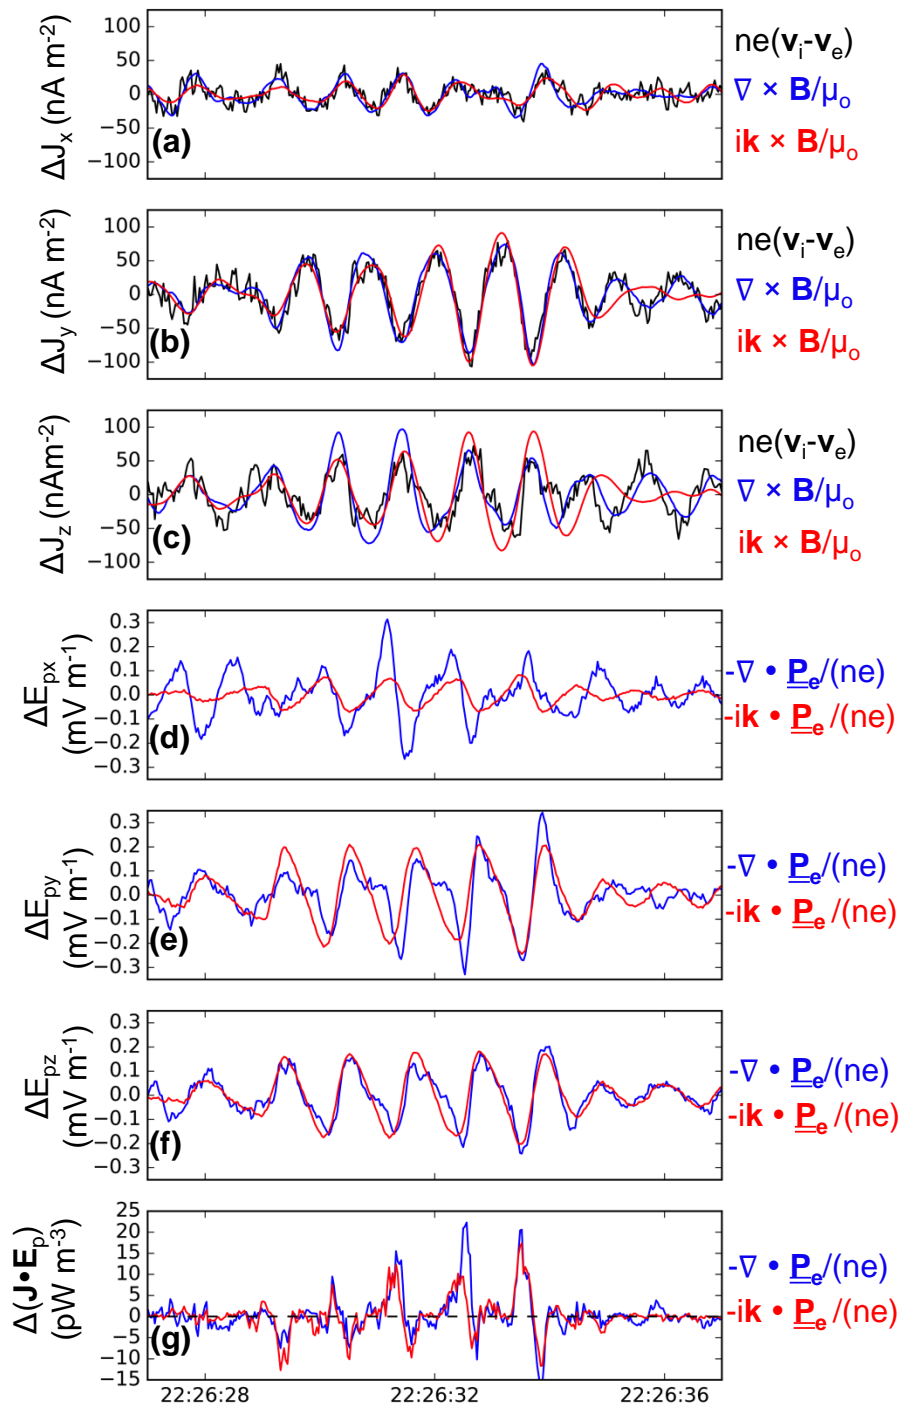 ΔJx (nA m-2)
100
50
0
−50
−100
(a)
ne(vi-ve)
∇ × B/μo
ik × B/μo
ΔJy (nA m-2)
100
50
0
−50
−100
(b)
ne(vi-ve)
∇ × B/μo
ik × B/μo
ΔJz (nAm-2)
100
50
0
−50
−100
(c)
ne(vi-ve)
∇ × B/μo
ik × B/μo
ΔEpx
(mV m-1)
0.3
0.2
0.1
0.0
−0.1
−0.2
−0.3
(d)
-∇ • Pe/(ne)
-ik • Pe /(ne)
ΔEpy
(mV m-1)
0.3
0.2
0.1
0.0
−0.1
−0.2
−0.3
(e)
-∇ • Pe/(ne)
-ik • Pe /(ne)
ΔEpz
(mV m-1)
0.3
0.2
0.1
0.0
−0.1
−0.2
−0.3
(f)
-∇ • Pe/(ne)
-ik • Pe /(ne)
Δ(J•Ep)
(pW m-3)
25
20
15
10
5
0
−5
−10
−15
(g)
-∇ • Pe/(ne)
-ik • Pe /(ne)
22:26:28
22:26:32
22:26:36